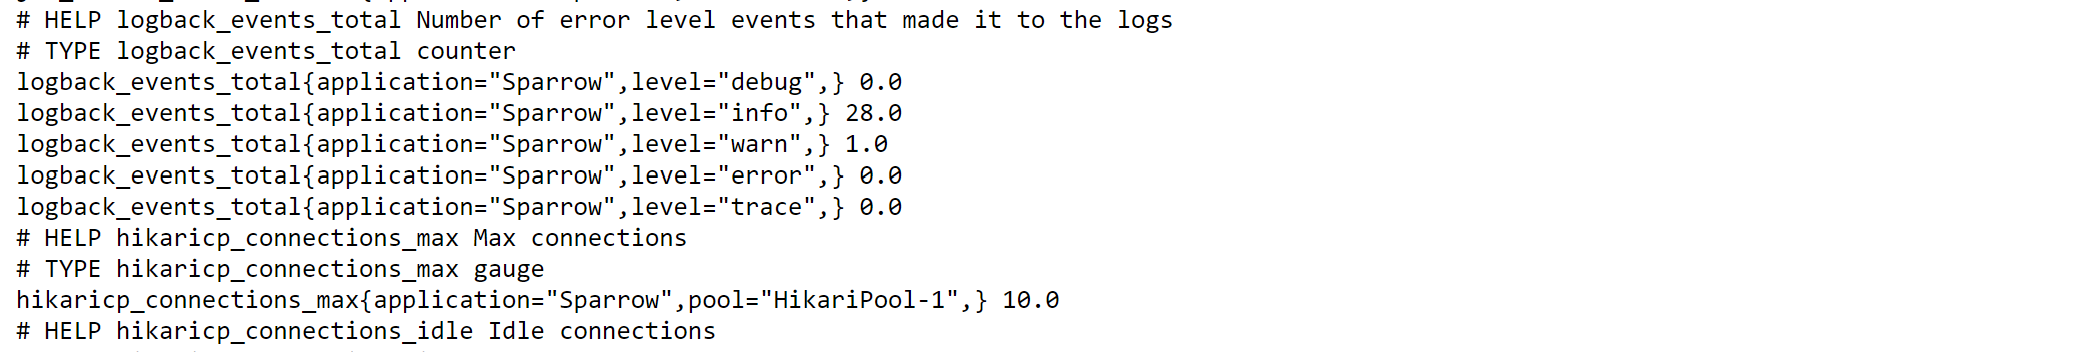 # HELP logback_events_total Number of error level events that made it to the logs
# TYPE logback_events_total counter
logback_events_total{application="Sparrow",level="debug",} 0.0
logback_events_total{application="Sparrow",level="info",} 28.0
logback_events_total{application="Sparrow",level="warn",} 1.0
logback_events_total{application="Sparrow",level="error",} 0.0
logback_events_total{application="Sparrow",level="trace",} 0.0
# HELP hikaricp_connections_max Max connections
# TYPE hikaricp_connections_max gauge
hikaricp_connections_max{application="Sparrow",pool="HikariPool-1",} 10.0
# HELP hikaricp_connections_idle Idle connections